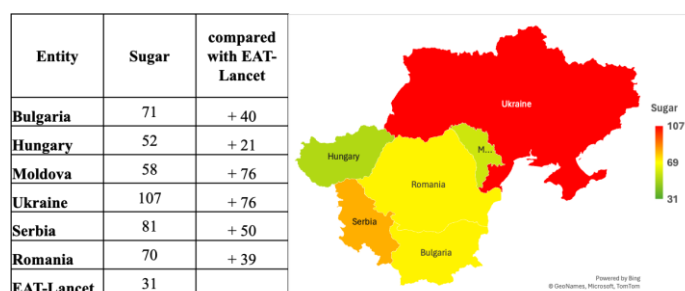 Entity Sugar compared with EAT-Lancet
Bulgaria 71 + 40
Hungary 52 + 21
Moldova 58 + 76
Ukraine 107 + 76
Serbia 81 + 50
Romania 70 + 39
EAT-Lancet 31
Ukraine
Hungary
M...
Romania
Serbia
Bulgaria
Sugar
107
69
31
Powered by Bing
© GeoNames, Microsoft, TomTom